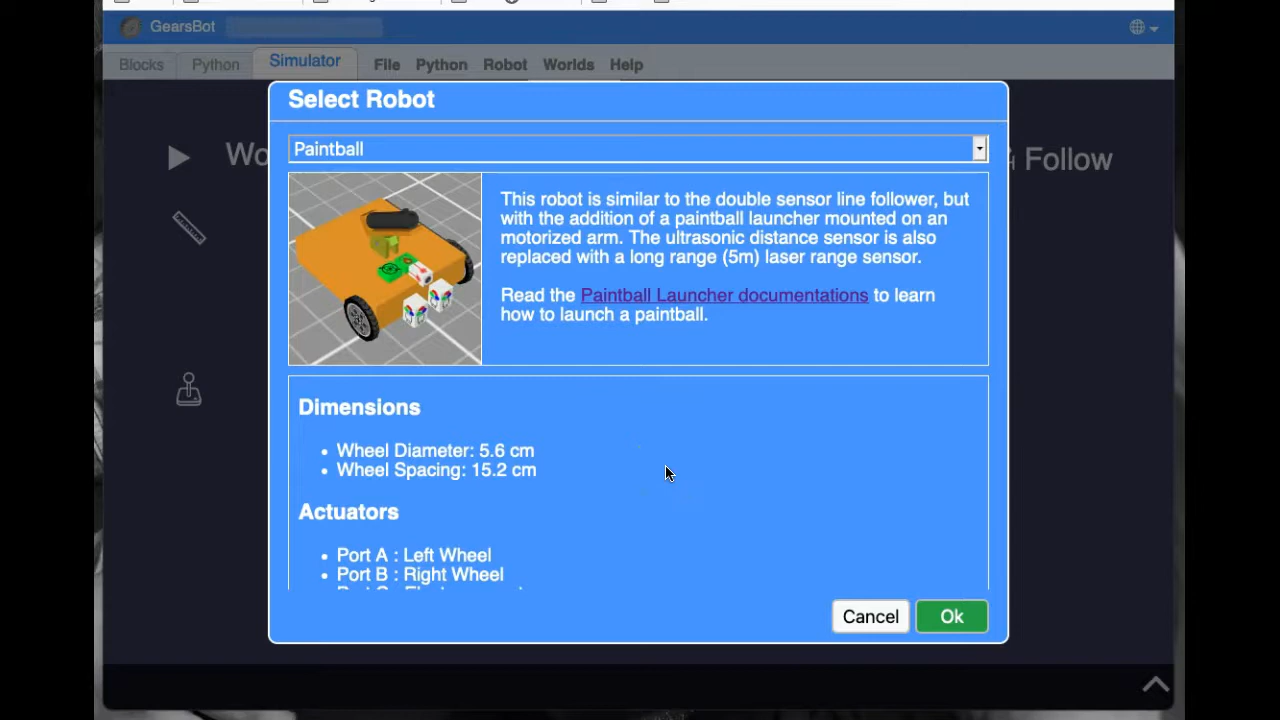 GearsBot
Blocks Python Simulator File Python Robot Worlds Help
Select Robot
Wo
Follow
Paintball
This robot is similar to the double sensor line follower, but
with the addition of a paintball launcher mounted on an
motorized arm. The ultrasonic distance sensor is also
replaced with a long range (5m) laser range sensor.
Read the Paintball Launcher documentations to learn
how to launch a paintball.
Dimensions
• Wheel Diameter: 5.6 cm
• Wheel Spacing: 15.2 cm
Actuators
• Port A : Left Wheel
• Port B : Right Wheel
Cancel Ok